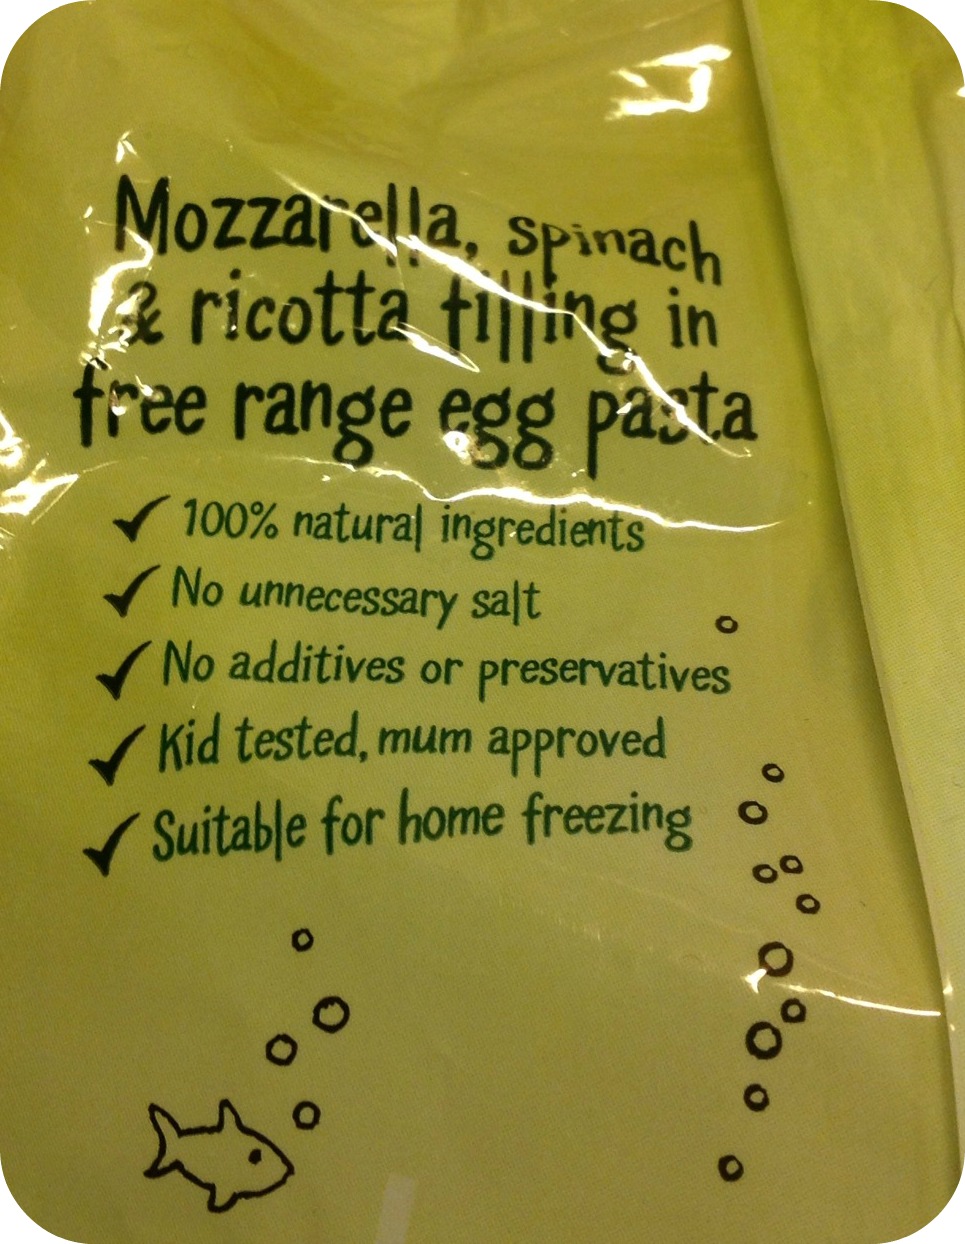 Mozzarella, spinach
& ricotta filling in
free range egg pasta
✓ 100% natural ingredients
✓ No unnecessary salt
✓ No additives or preservatives
✓ Kid tested, mum approved
✓ Suitable for home freezing